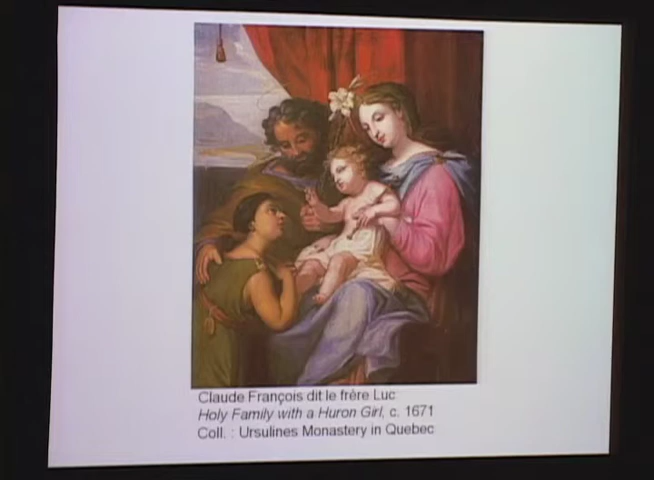 Claude François dit le frère Luc
Holy Family with a Huron Girl, c. 1671
Coll. : Ursulines Monastery in Quebec